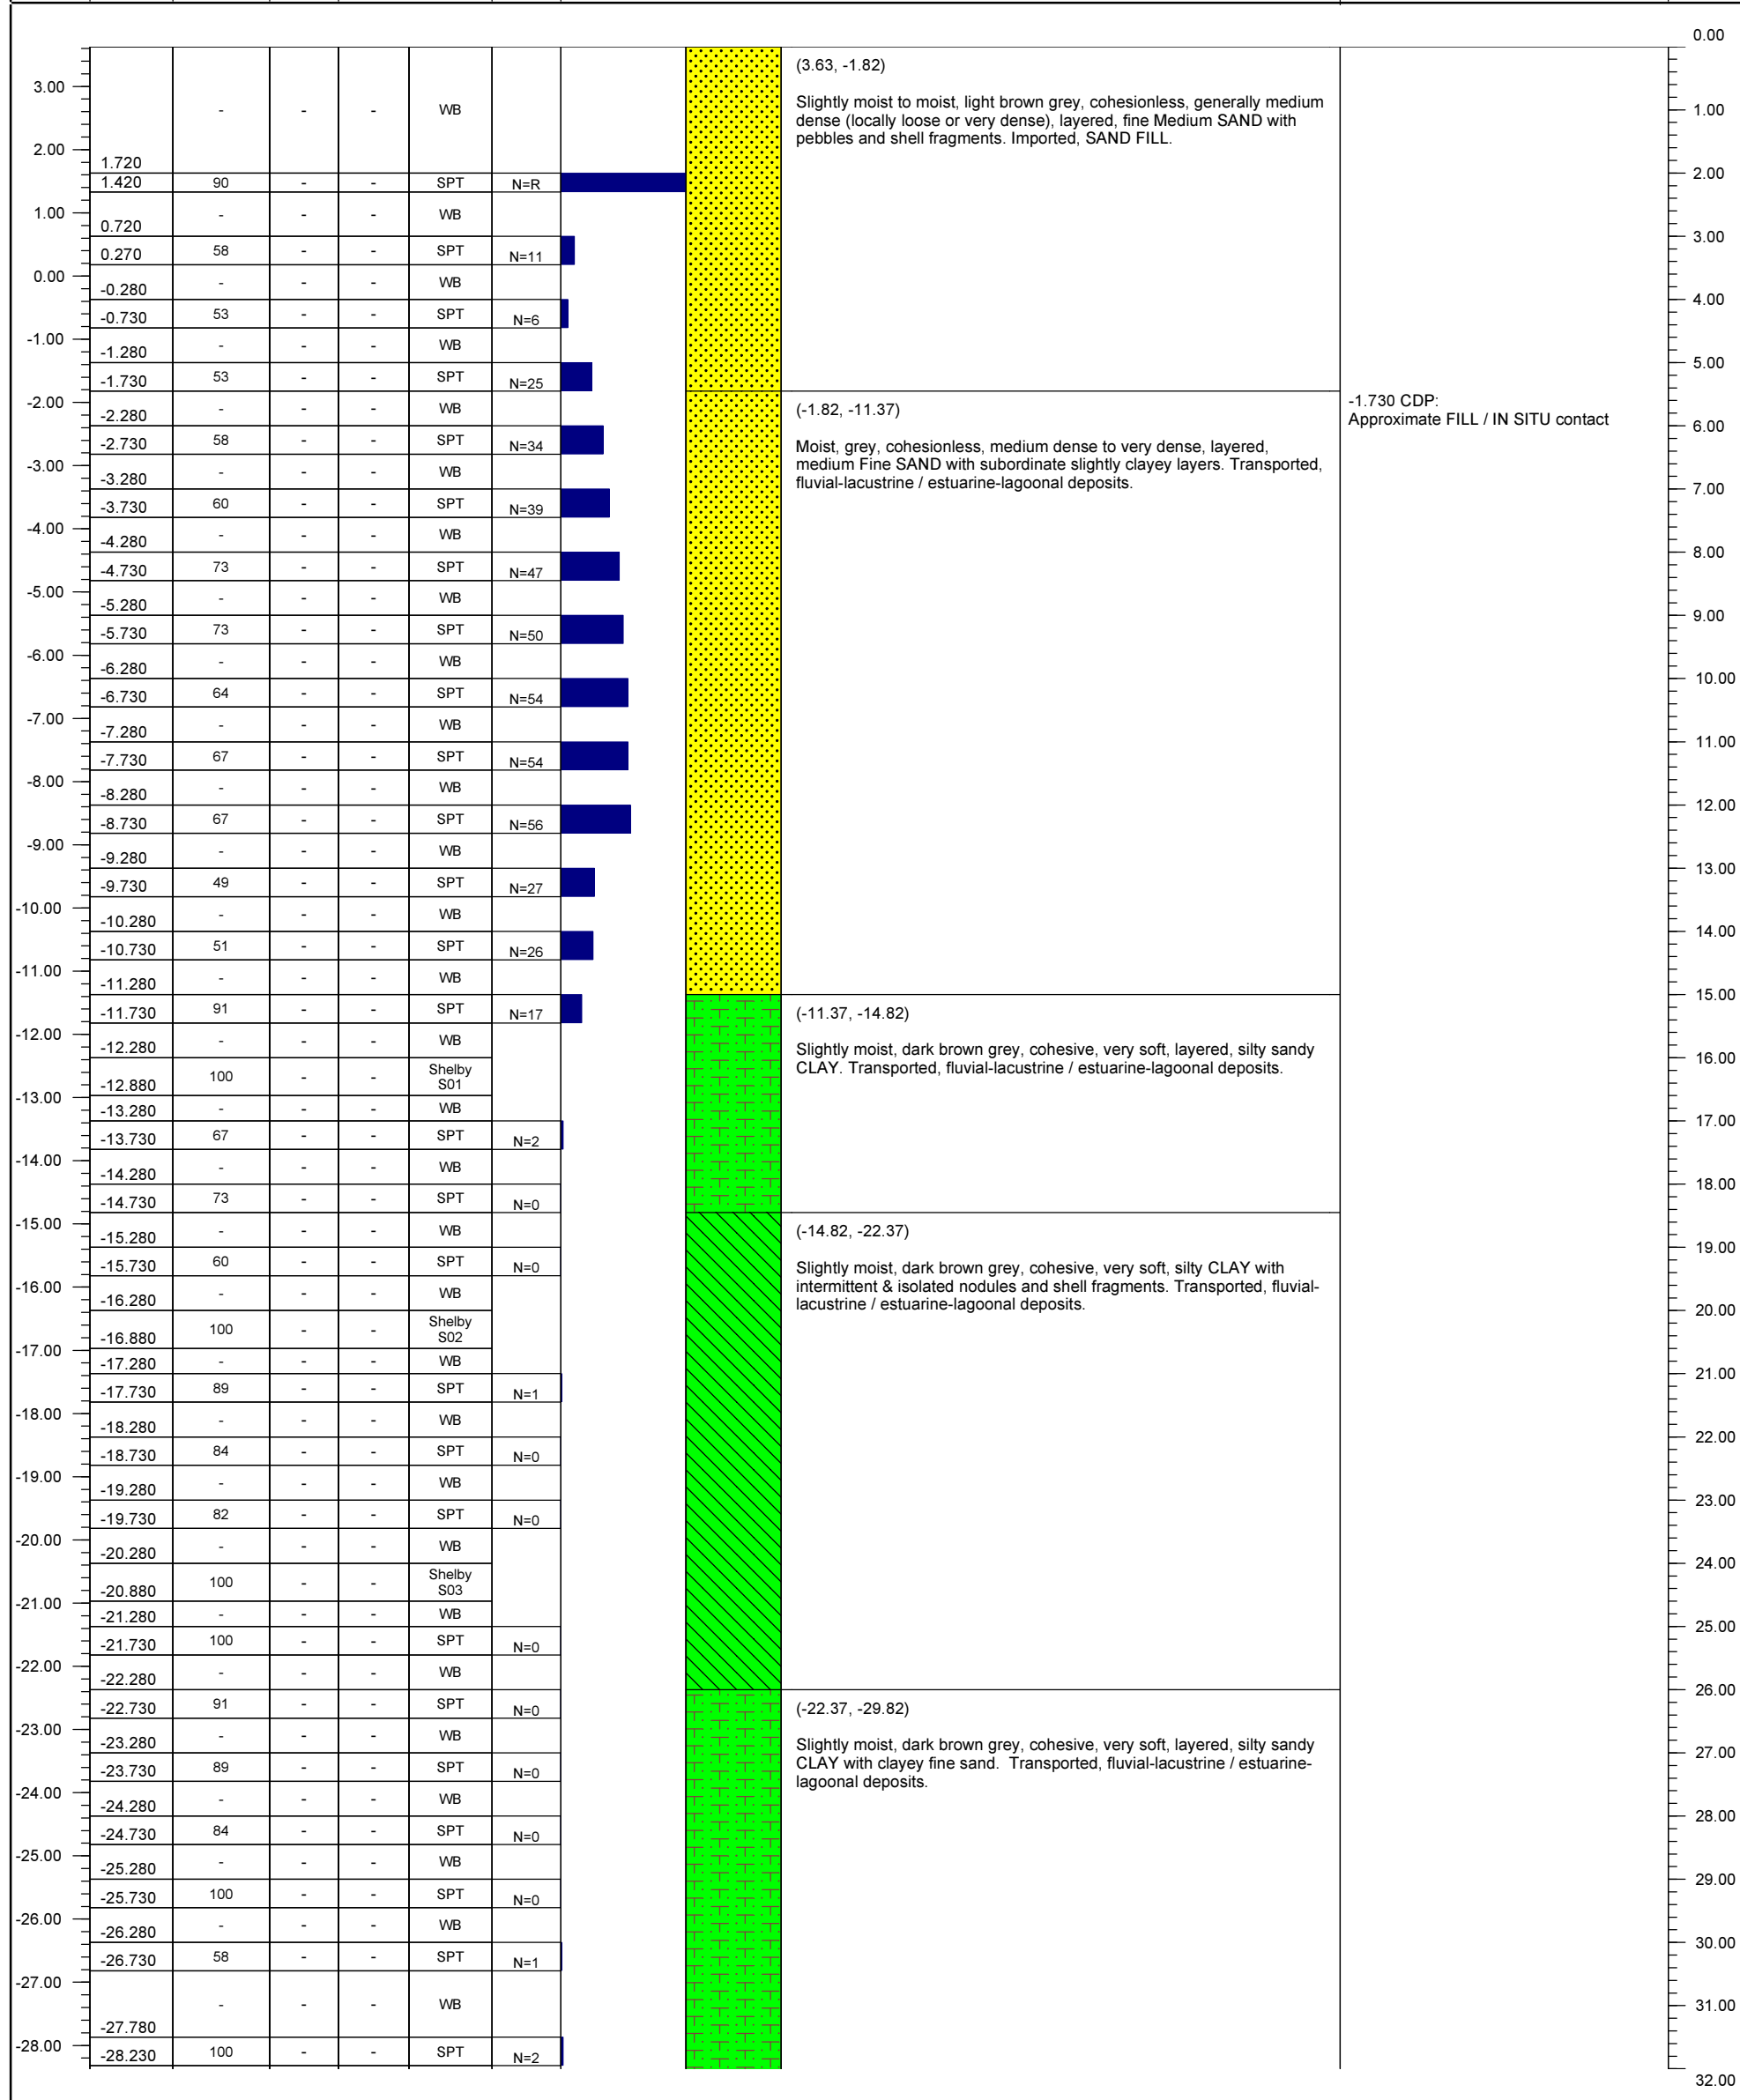 0.00
3.00
2.00
1.00
0.00
-1.00
-2.00
-3.00
-4.00
-5.00
-6.00
-7.00
-8.00
-9.00
-10.00
-11.00
-12.00
-13.00
-14.00
-15.00
-16.00
-17.00
-18.00
-19.00
-20.00
-21.00
-22.00
-23.00
-24.00
-25.00
-26.00
-27.00
-28.00
1.720 - - - WB
1.420 90 - - SPT N=R
0.720 - - - WB
0.270 58 - - SPT N=11
-0.280 - - - WB
-0.730 53 - - SPT N=6
-1.280 - - - WB
-1.730 53 - - SPT N=25
-2.280 - - - WB
-2.730 58 - - SPT N=34
-3.280 - - - WB
-3.730 60 - - SPT N=39
-4.280 - - - WB
-4.730 73 - - SPT N=47
-5.280 - - - WB
-5.730 73 - - SPT N=50
-6.280 - - - WB
-6.730 64 - - SPT N=54
-7.280 - - - WB
-7.730 67 - - SPT N=54
-8.280 - - - WB
-8.730 67 - - SPT N=56
-9.280 - - - WB
-9.730 49 - - SPT N=27
-10.280 - - - WB
-10.730 51 - - SPT N=26
-11.280 - - - WB
-11.730 91 - - SPT N=17
-12.280 - - - WB
-12.880 100 - - Shelby
S01
-13.280 - - - WB
-13.730 67 - - SPT N=2
-14.280 - - - WB
-14.730 73 - - SPT N=0
-15.280 - - - WB
-15.730 60 - - SPT N=0
-16.280 - - - WB
-16.880 100 - - Shelby
S02
-17.280 - - - WB
-17.730 89 - - SPT N=1
-18.280 - - - WB
-18.730 84 - - SPT N=0
-19.280 - - - WB
-19.730 82 - - SPT N=0
-20.280 - - - WB
-20.880 100 - - Shelby
S03
-21.280 - - - WB
-21.730 100 - - SPT N=0
-22.280 - - - WB
-22.730 91 - - SPT N=0
-23.280 - - - WB
-23.730 89 - - SPT N=0
-24.280 - - - WB
-24.730 84 - - SPT N=0
-25.280 - - - WB
-25.730 100 - - SPT N=0
-26.280 - - - WB
-26.730 58 - - SPT N=1
-27.780 - - - WB
-28.230 100 - - SPT N=2
(3.63, -1.82)
Slightly moist to moist, light brown grey, cohesionless, generally medium
dense (locally loose or very dense), layered, fine Medium SAND with
pebbles and shell fragments. Imported, SAND FILL.
(-1.82, -11.37)
Moist, grey, cohesionless, medium dense to very dense, layered,
medium Fine SAND with subordinate slightly clayey layers. Transported,
fluvial-lacustrine / estuarine-lagoonal deposits.
(-11.37, -14.82)
Slightly moist, dark brown grey, cohesive, very soft, layered, silty sandy
CLAY. Transported, fluvial-lacustrine / estuarine-lagoonal deposits.
(-14.82, -22.37)
Slightly moist, dark brown grey, cohesive, very soft, silty CLAY with
intermittent & isolated nodules and shell fragments. Transported, fluvial-
lacustrine / estuarine-lagoonal deposits.
(-22.37, -29.82)
Slightly moist, dark brown grey, cohesive, very soft, layered, silty sandy
CLAY with clayey fine sand. Transported, fluvial-lacustrine / estuarine-
lagoonal deposits.
-1.730 CDP:
Approximate FILL / IN SITU contact
1.00
2.00
3.00
4.00
5.00
6.00
7.00
8.00
9.00
10.00
11.00
12.00
13.00
14.00
15.00
16.00
17.00
18.00
19.00
20.00
21.00
22.00
23.00
24.00
25.00
26.00
27.00
28.00
29.00
30.00
31.00
32.00